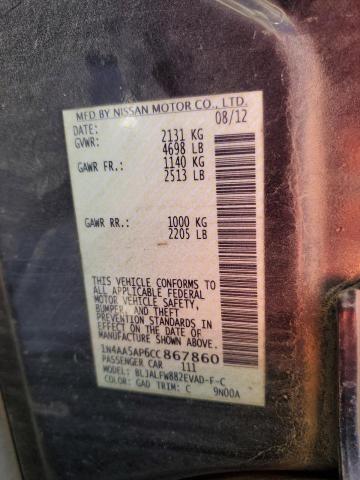 MFD BY NISSAN MOTOR CO., LTD.
DATE: 08/12
GVWR: 2131 KG
4698 LB
GAWR FR.: 1140 KG
2513 LB
GAWR RR.: 1000 KG
2205 LB
THIS VEHICLE CONFORMS TO
ALL APPLICABLE FEDERAL
MOTOR VEHICLE SAFETY,
BUMPER, AND THEFT
PREVENTION STANDARDS IN
EFFECT ON THE DATE OF
MANUFACTURE SHOWN ABOVE.
1N4AA5AP6CC867860
PASSENGER CAR 111
MODEL: BLJALFW882EVAD-F-C
COLOR: GAD TRIM: C 9N00A